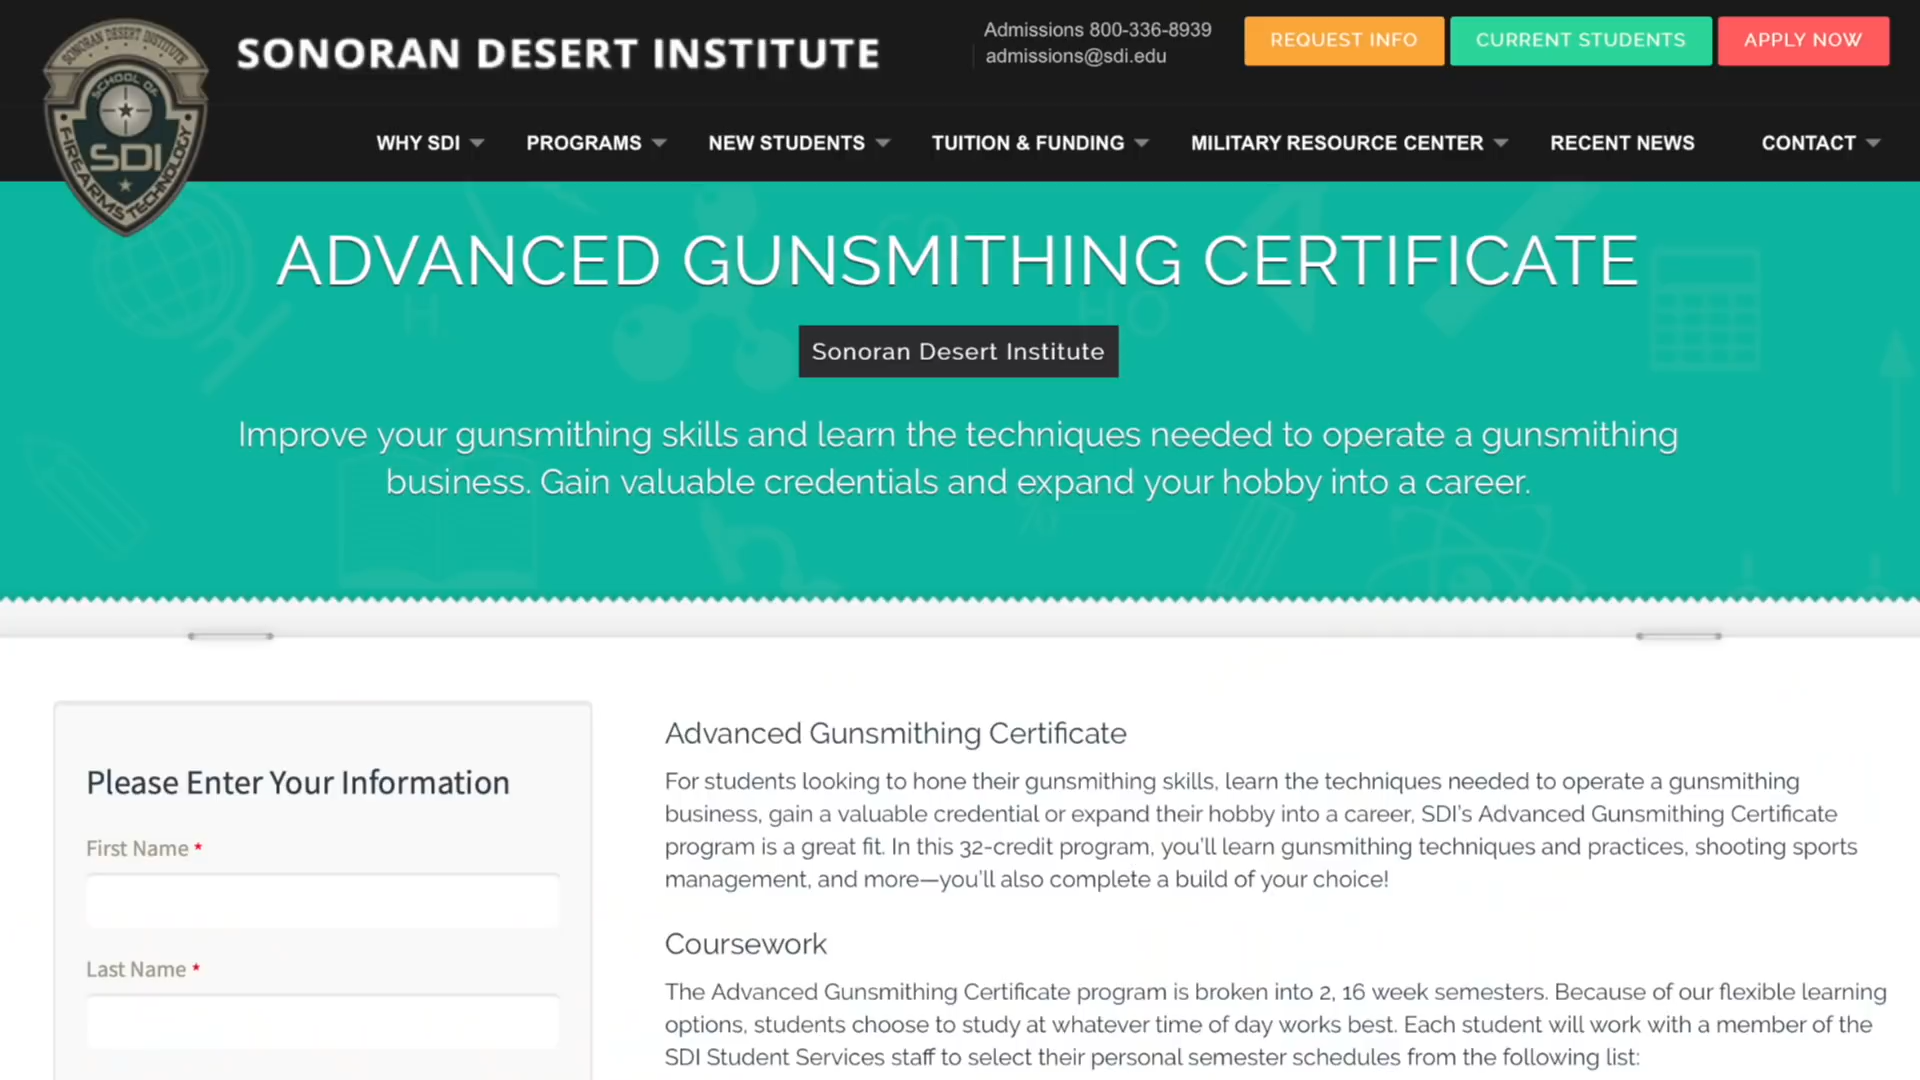 SONORAN DESERT INSTITUTE
SCHOOL OF
SDI
FIREARMS TECHNOLOGY
SONORAN DESERT INSTITUTE
Admissions 800-336-8939
admissions@sdi.edu
REQUEST INFO
CURRENT STUDENTS
APPLY NOW
WHY SDI
PROGRAMS
NEW STUDENTS
TUITION & FUNDING
MILITARY RESOURCE CENTER
RECENT NEWS
CONTACT
ADVANCED GUNSMITHING CERTIFICATE
Sonoran Desert Institute
Improve your gunsmithing skills and learn the techniques needed to operate a gunsmithing
business. Gain valuable credentials and expand your hobby into a career.
Please Enter Your Information
First Name *
Last Name *
Advanced Gunsmithing Certificate
For students looking to hone their gunsmithing skills, learn the techniques needed to operate a gunsmithing
business, gain a valuable credential or expand their hobby into a career, SDI's Advanced Gunsmithing Certificate
program is a great fit. In this 32-credit program, you'll learn gunsmithing techniques and practices, shooting sports
management, and more—you'll also complete a build of your choice!
Coursework
The Advanced Gunsmithing Certificate program is broken into 2, 16 week semesters. Because of our flexible learning
options, students choose to study at whatever time of day works best. Each student will work with a member of the
SDI Student Services staff to select their personal semester schedules from the following list: